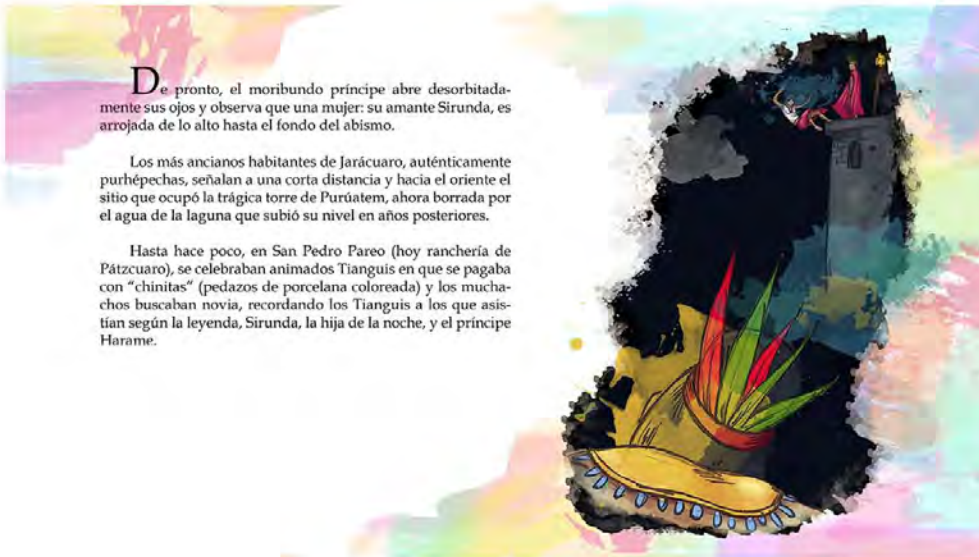 De pronto, el moribundo príncipe abre desorbitada-
mente sus ojos y observa que una mujer: su amante Sirunda, es
arrojada de lo alto hasta el fondo del abismo.
Los más ancianos habitantes de Jarácuaro, auténticamente
purhépechas, señalan a una corta distancia y hacia el oriente el
sitio que ocupó la trágica torre de Purúatem, ahora borrada por
el agua de la laguna que subió su nivel en años posteriores.
Hasta hace poco, en San Pedro Pareo (hoy ranchería de
Pátzcuaro), se celebraban animados Tianguis en que se pagaba
con “chinitas” (pedazos de porcelana coloreada) y los mucha-
chos buscaban novia, recordando los Tianguis a los que asis-
tían según la leyenda, Sirunda, la hija de la noche, y el príncipe
Harame.